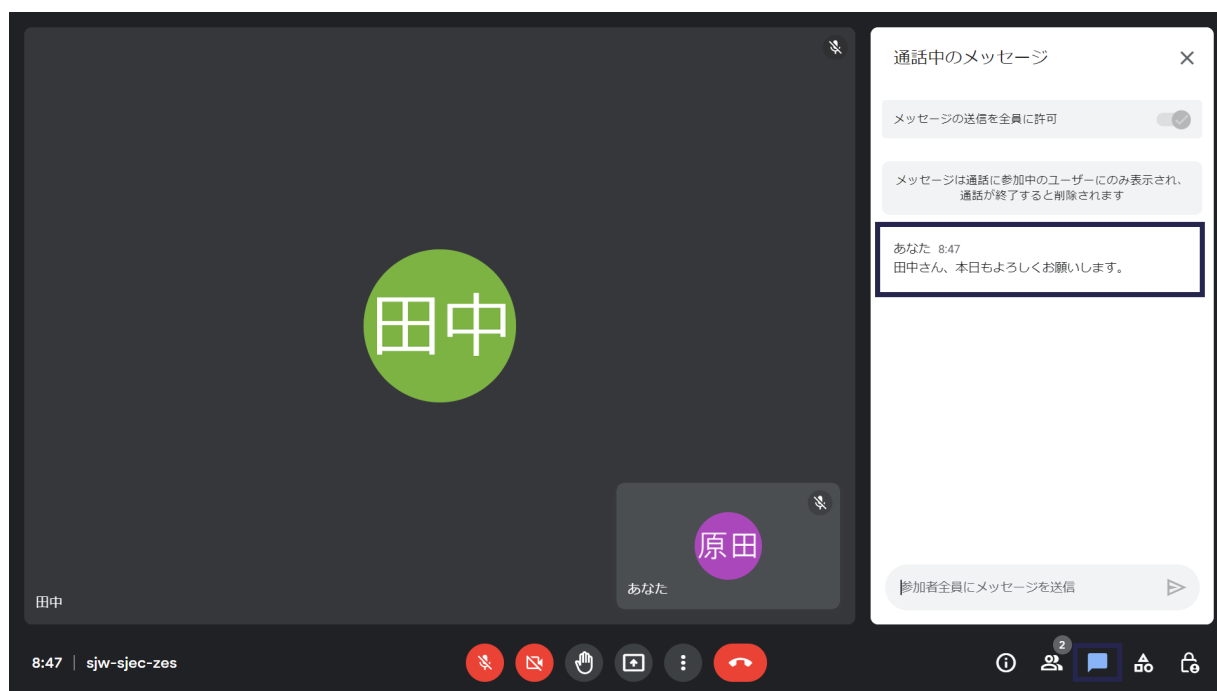 通話中のメッセージ
メッセージの送信を全員に許可
メッセージは通話に参加中のユーザーにのみ表示され、
通話が終了すると削除されます
あなた 8:47
田中さん、本日もよろしくお願いします。
田中
原田
あなた
田中
参加者全員にメッセージを送信
8:47 | sjw-sjec-zes
2